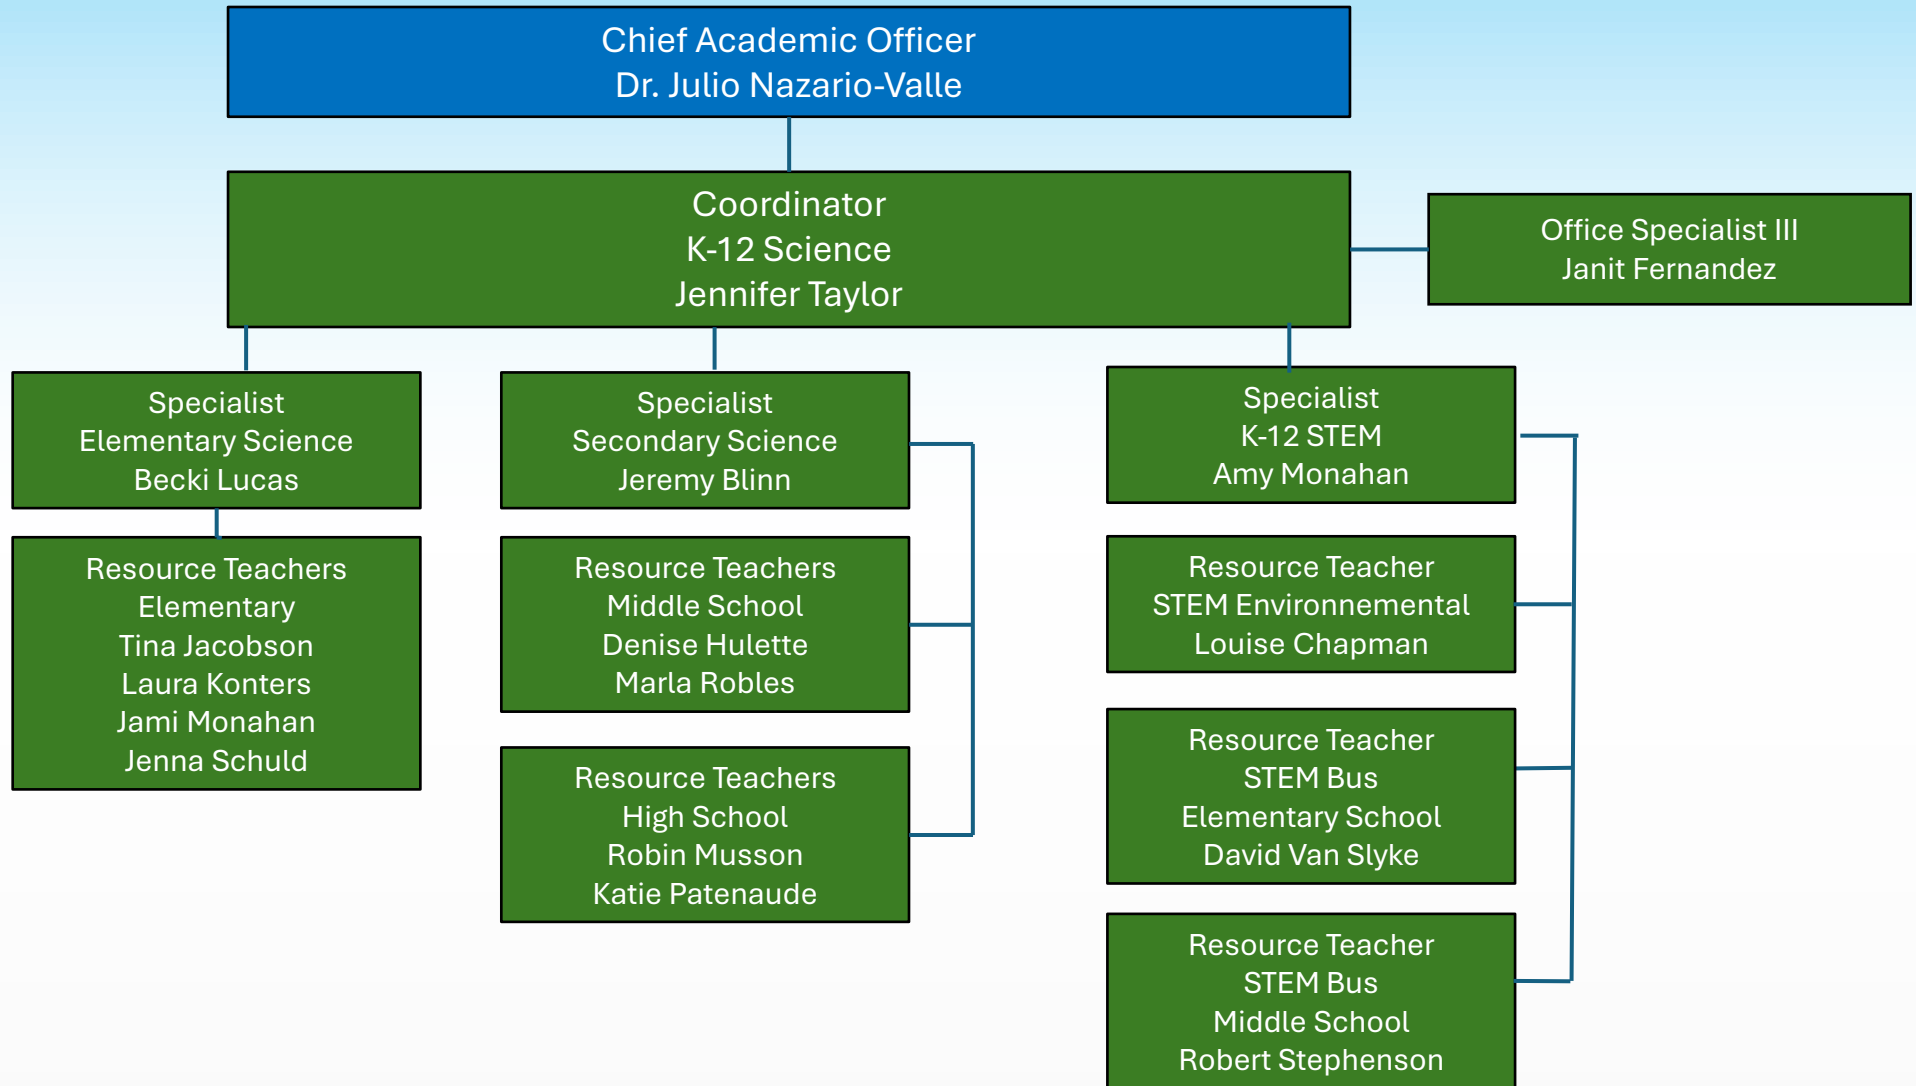 Chief Academic Officer
Dr. Julio Nazario-Valle
Coordinator
K-12 Science
Jennifer Taylor
Office Specialist III
Janit Fernandez
Specialist
Elementary Science
Becki Lucas
Resource Teachers
Elementary
Tina Jacobson
Laura Konters
Jami Monahan
Jenna Schuld
Specialist
Secondary Science
Jeremy Blinn
Resource Teachers
Middle School
Denise Hulette
Marla Robles
Resource Teachers
High School
Robin Musson
Katie Patenaude
Specialist
K-12 STEM
Amy Monahan
Resource Teacher
STEM Environnemental
Louise Chapman
Resource Teacher
STEM Bus
Elementary School
David Van Slyke
Resource Teacher
STEM Bus
Middle School
Robert Stephenson